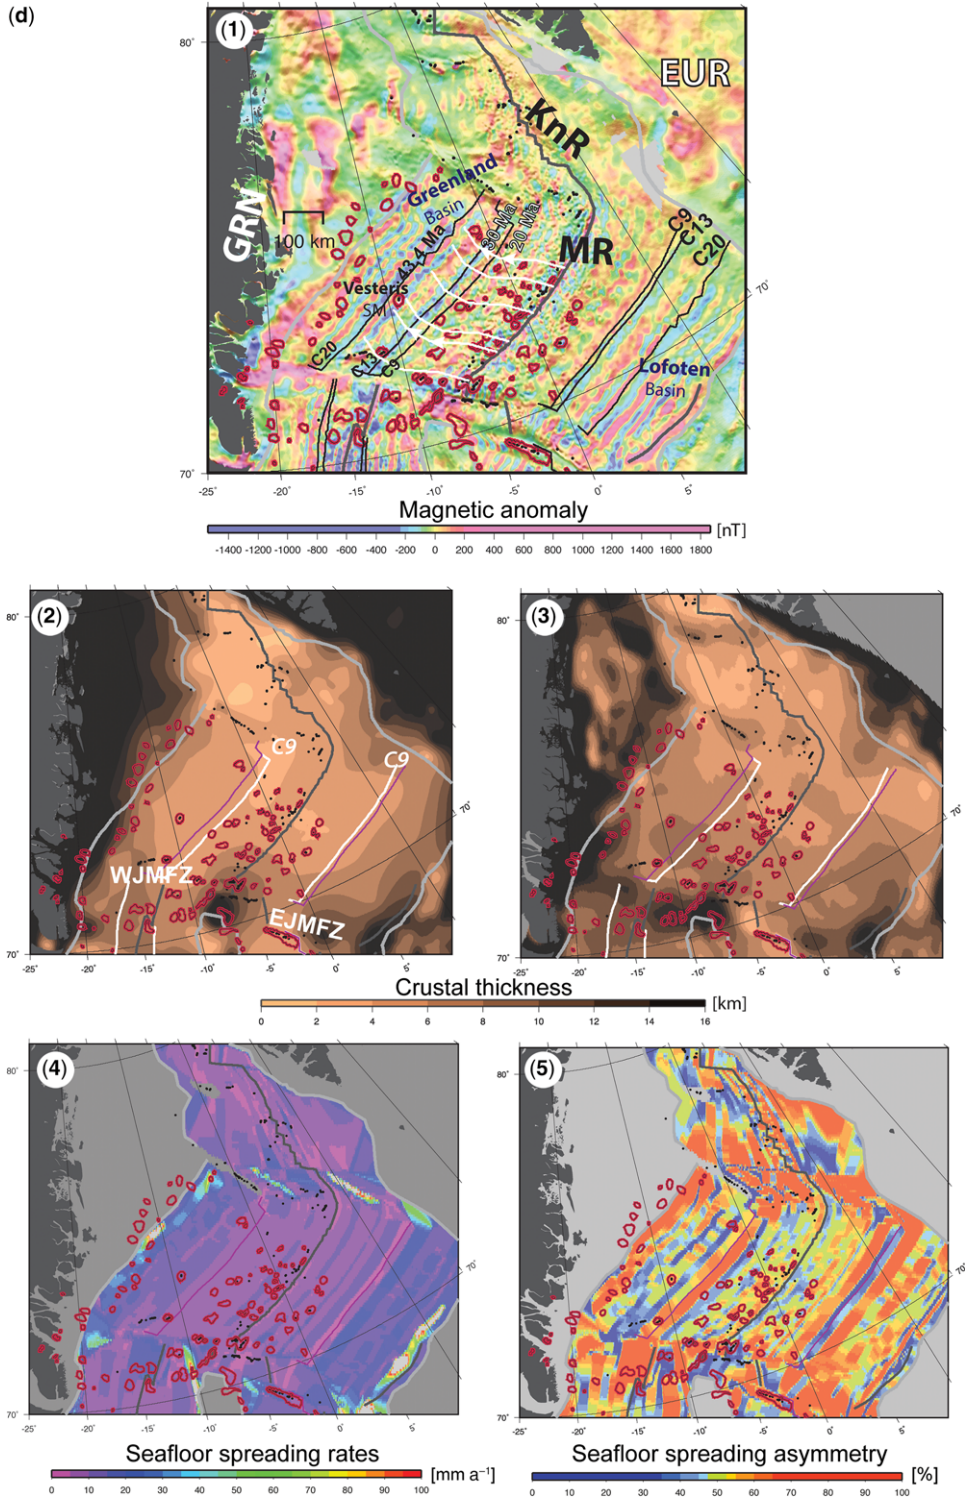 (d)
(1)
80°
EUR
KnR
GRN
Greenland
Basin
100 km
30 Ma
20 Ma
C9
C13
C20
MR
43.4 Ma
Vesteris
SM
70°
C20
C13
C9
Lofoten
Basin
70°
-25° -20° -15° -10° -5° 0° 5°
Magnetic anomaly
[nT]
-1400 -1200 -1000 -800 -600 -400 -200 0 200 400 600 800 1000 1200 1400 1600 1800
(2)
80°
C9
C9
70°
WJMFZ
EJMFZ
70°
-25° -20° -15° -10° -5° 0° 5°
(3)
80°
70°
70°
-25° -20° -15° -10° -5° 0° 5°
Crustal thickness
[km]
0 2 4 6 8 10 12 14 16
(4)
80°
70°
70°
-25° -20° -15° -10° -5° 0° 5°
Seafloor spreading rates
[mm a⁻¹]
0 10 20 30 40 50 60 70 80 90 100
(5)
80°
70°
70°
-25° -20° -15° -10° -5° 0° 5°
Seafloor spreading asymmetry
[%]
0 10 20 30 40 50 60 70 80 90 100